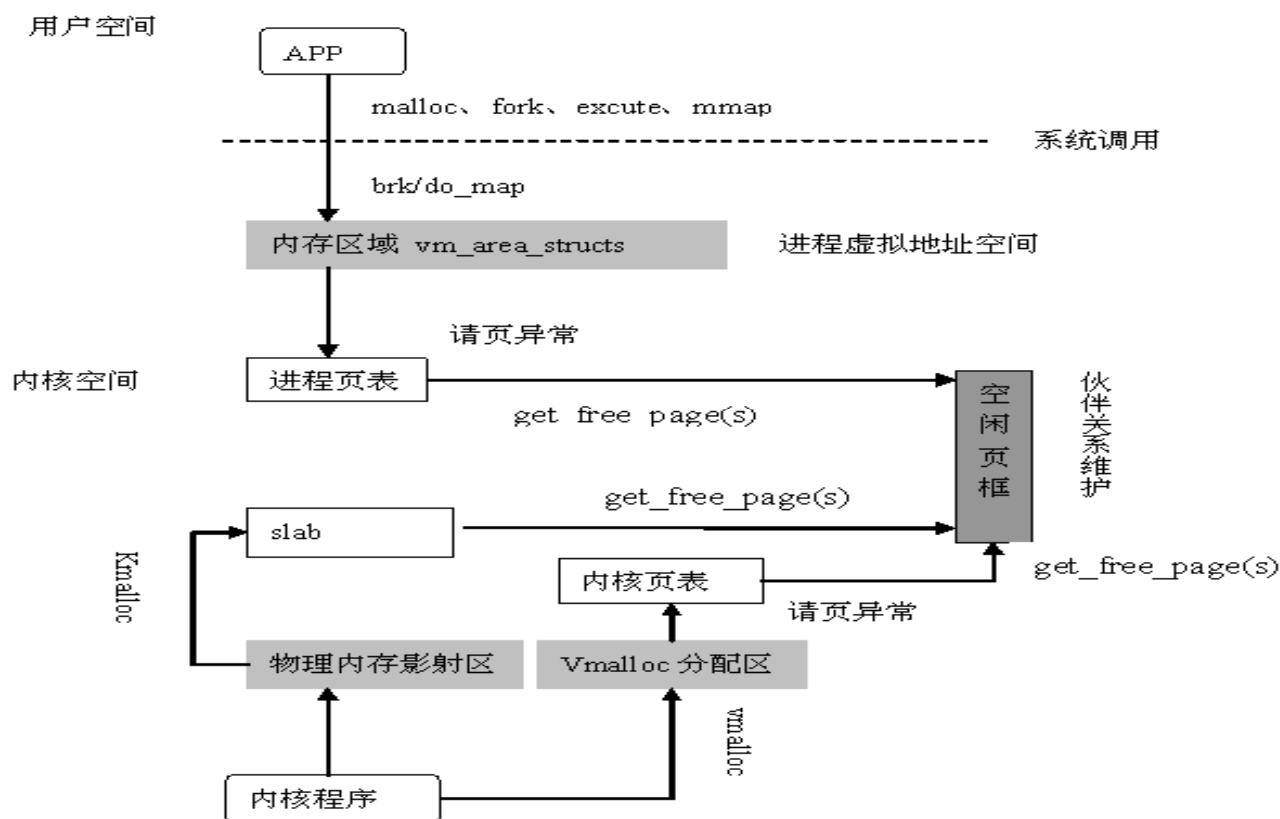 用户空间
APP
malloc、fork、excute、mmap
系统调用
brk/do_map
内存区域 vm_area_structs
进程虚拟地址空间
请页异常
内核空间
进程页表
get free page(s)
空闲页框
伙伴关系维护
get_free_page(s)
slab
Kmalloc
内核页表
get_free_page(s)
请页异常
物理内存影射区
Vmalloc 分配区
vmalloc
内核程序